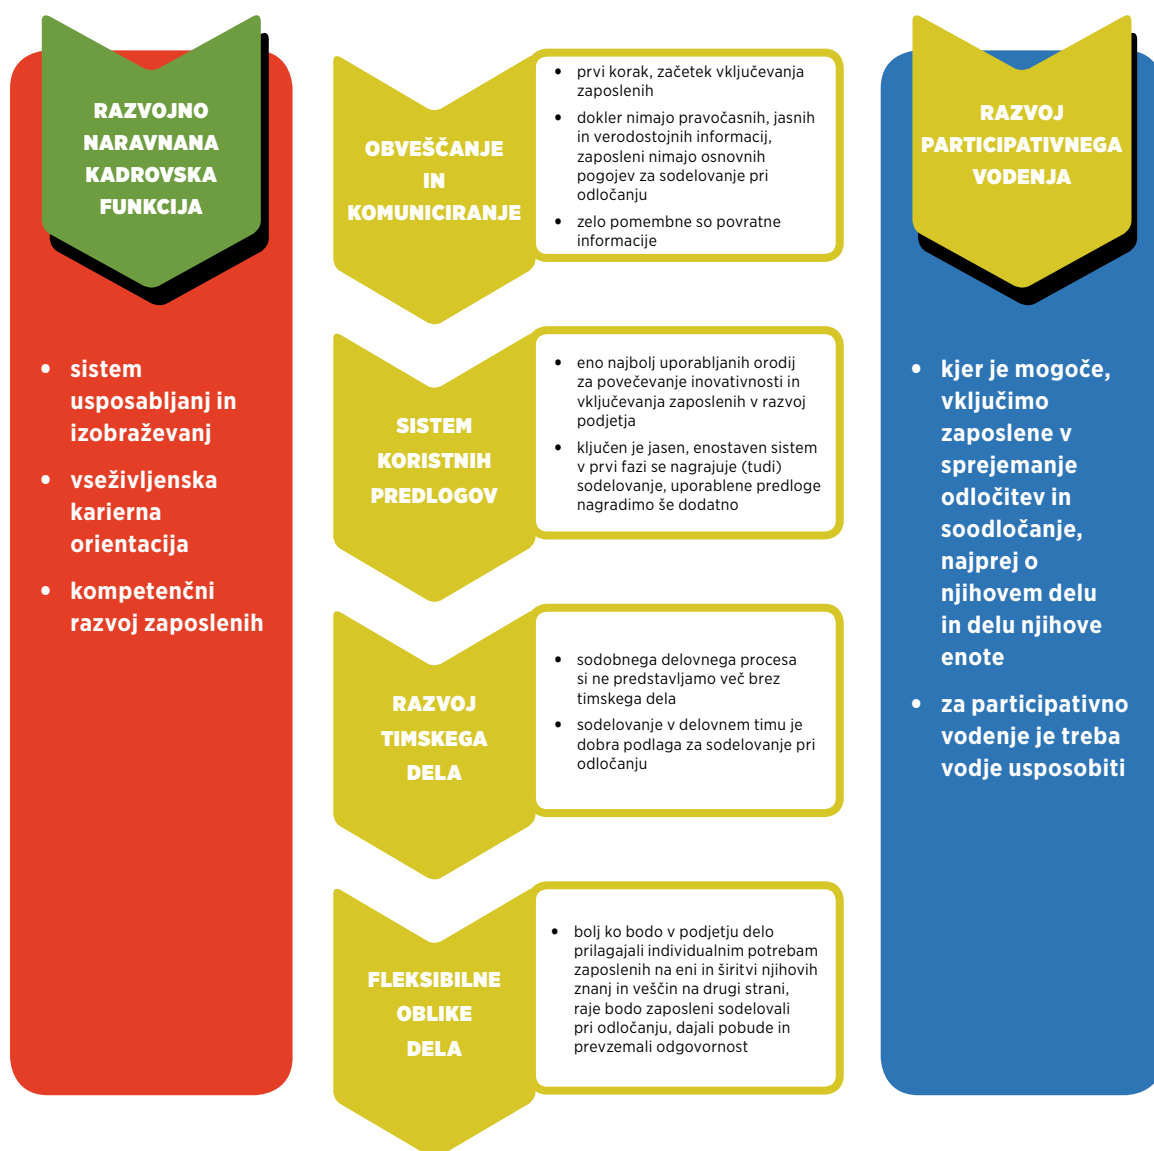 RAZVOJNO
NARAVNANA
KADROVSKA
FUNKCIJA
• sistem
usposabljanj in
izobraževanj
• vseživljenska
karierna
orientacija
• kompetenčni
razvoj zaposlenih
OBVEŠČANJE
IN
KOMUNICIRANJE
• prvi korak, začetek vključevanja
zaposlenih
• dokler nimajo pravočasnih, jasnih
in verodostojnih informacij,
zaposleni nimajo osnovnih
pogojev za sodelovanje pri
odločanju
• zelo pomembne so povratne
informacije
SISTEM
KORISTNIH
PREDLOGOV
• eno najbolj uporabljanih orodij
za povečevanje inovativnosti in
vključevanja zaposlenih v razvoj
podjetja
• ključen je jasen, enostaven sistem
v prvi fazi se nagrajuje (tudi)
sodelovanje, uporablene predloge
nagradimo še dodatno
RAZVOJ
TIMSKEGA
DELA
• sodobnega delovnega procesa
si ne predstavljamo več brez
timskega dela
• sodelovanje v delovnem timu je
dobra podlaga za sodelovanje pri
odločanju
FLEKSIBILNE
OBLIKE
DELA
• bolj ko bodo v podjetju delo
prilagajali individualnim potrebam
zaposlenih na eni in širitvi njihovih
znanj in veščin na drugi strani,
raje bodo zaposleni sodelovali
pri odločanju, dajali pobude in
prevzemali odgovornost
RAZVOJ
PARTICIPATIVNEGA
VODENJA
• kjer je mogoče,
vključimo
zaposlene v
sprejemanje
odločitev in
soodločanje,
najprej o
njihovem delu
in delu njihove
enote
• za participativno
vodenje je treba
vodje usposobiti